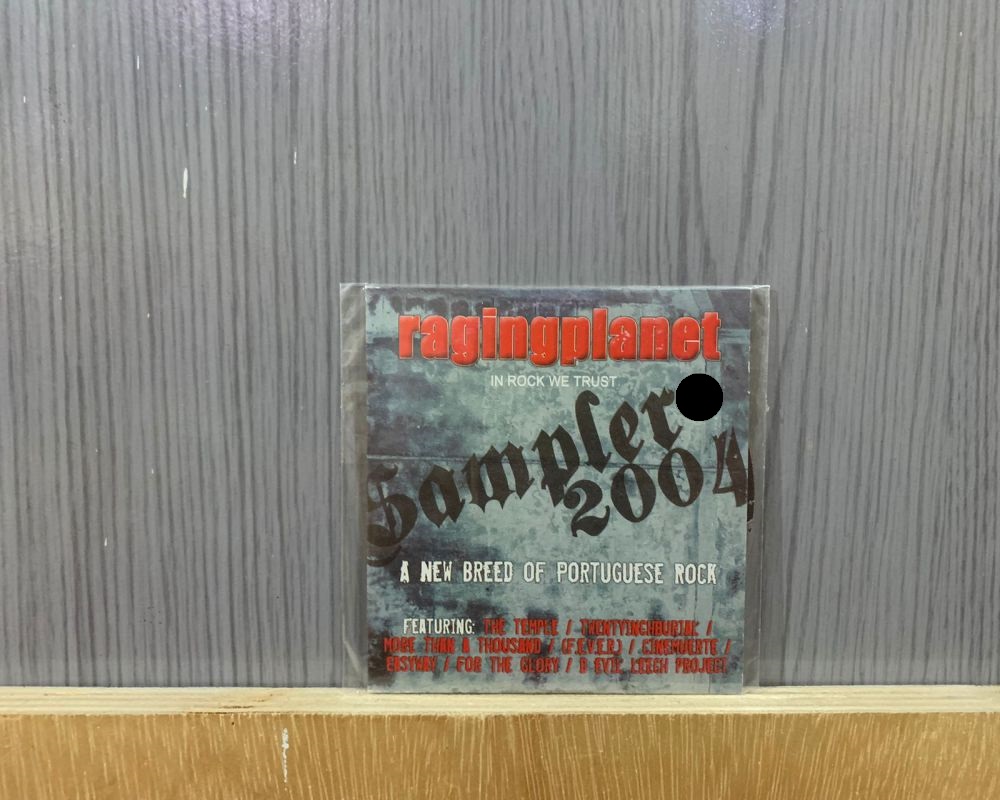 ragingplanet
IN ROCK WE TRUST
Sampler
2004
A NEW BREED OF PORTUGUESE ROCK
FEATURING: THE TEMPLE / TWENTYINCHBURIAL /
MORE THAN A THOUSAND / (F.E.V.E.R.) / CINEMUERTE /
EASYWAY / FOR THE GLORY / D EVIL LEECH PROJECT